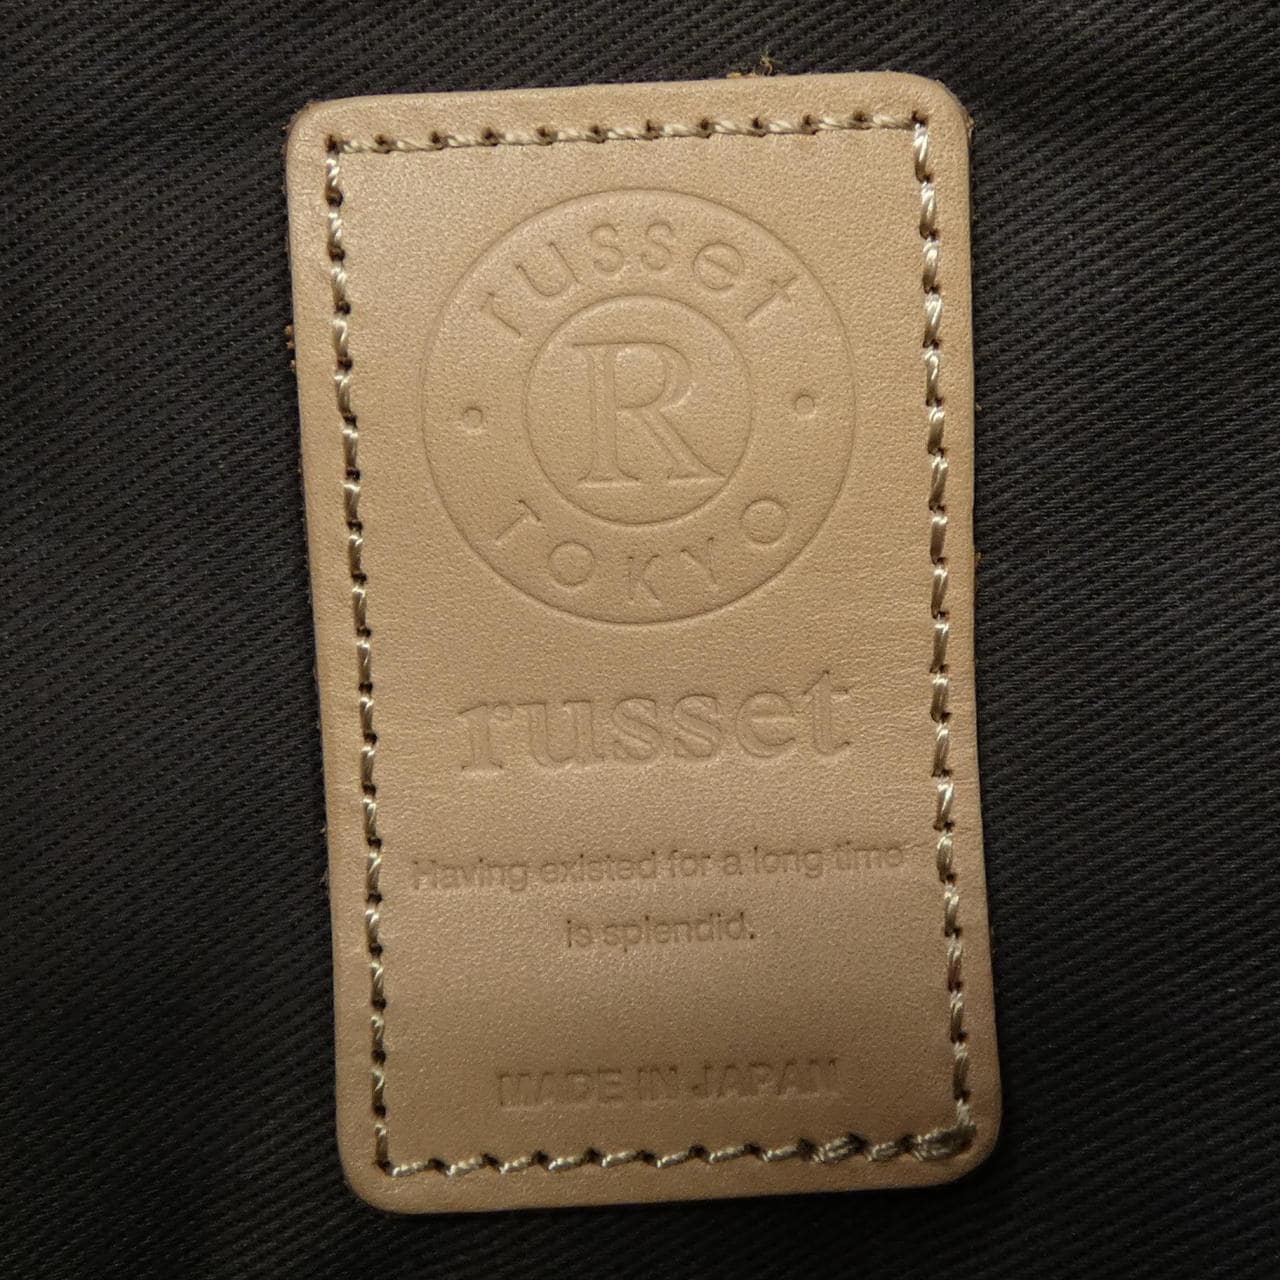 russet
R
TOKYO
russet
Having existed for a long time
is splendid.
MADE IN JAPAN